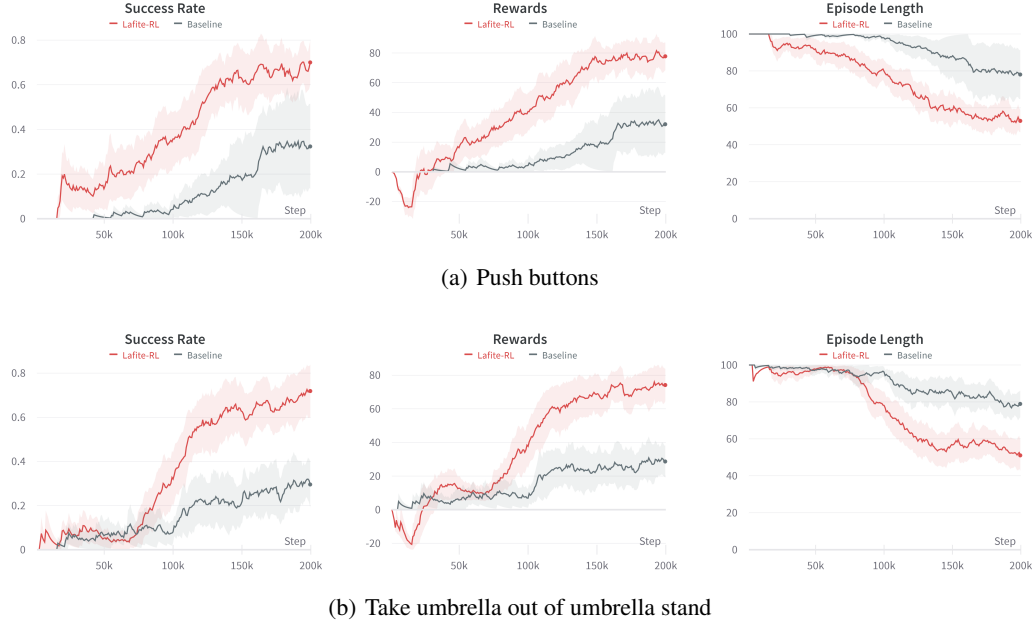 Success Rate
Lafite-RL Baseline
0.8
0.6
0.4
0.2
0
Step
50k 100k 150k 200k
Rewards
Lafite-RL Baseline
80
60
40
20
0
-20
Step
50k 100k 150k 200k
Episode Length
Lafite-RL Baseline
100
80
60
40
20
0
Step
50k 100k 150k 200k
(a) Push buttons
Success Rate
Lafite-RL Baseline
0.8
0.6
0.4
0.2
0
Step
50k 100k 150k 200k
Rewards
Lafite-RL Baseline
80
60
40
20
0
-20
Step
50k 100k 150k 200k
Episode Length
Lafite-RL Baseline
100
80
60
40
20
0
Step
50k 100k 150k 200k
(b) Take umbrella out of umbrella stand